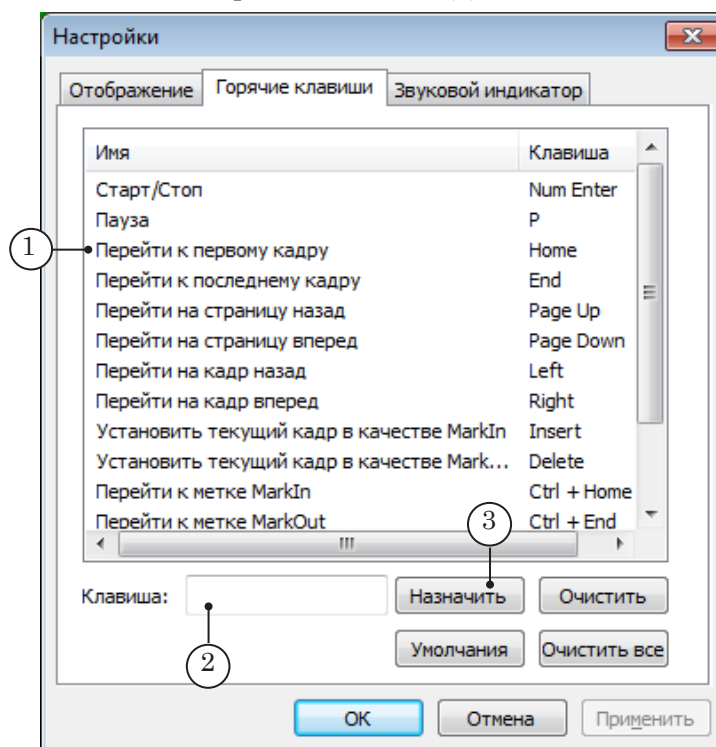 Настройки
Отображение Горячие клавиши Звуковой индикатор
Имя Клавиша
Старт/Стоп Num Enter
Пауза P
1 Перейти к первому кадру Home
Перейти к последнему кадру End
Перейти на страницу назад Page Up
Перейти на страницу вперед Page Down
Перейти на кадр назад Left
Перейти на кадр вперед Right
Установить текущий кадр в качестве MarkIn Insert
Установить текущий кадр в качестве Mark... Delete
Перейти к метке MarkIn Ctrl + Home
Перейти к метке MarkOut 3 Ctrl + End
Клавиша: Назначить Очистить
2 Умолчания Очистить все
ОК Отмена Применить